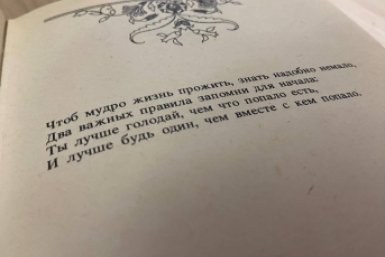 Чтоб мудро жизнь прожить, знать надобно немало,
Два важных правила запомни для начала:
Ты лучше голодай, чем что попало есть,
И лучше будь один, чем вместе с кем попало.